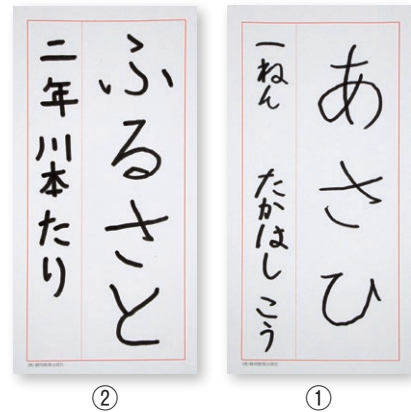 あさひ
一ねん　たかはし　こう
①
ふるさと
二年　川本　たり
②